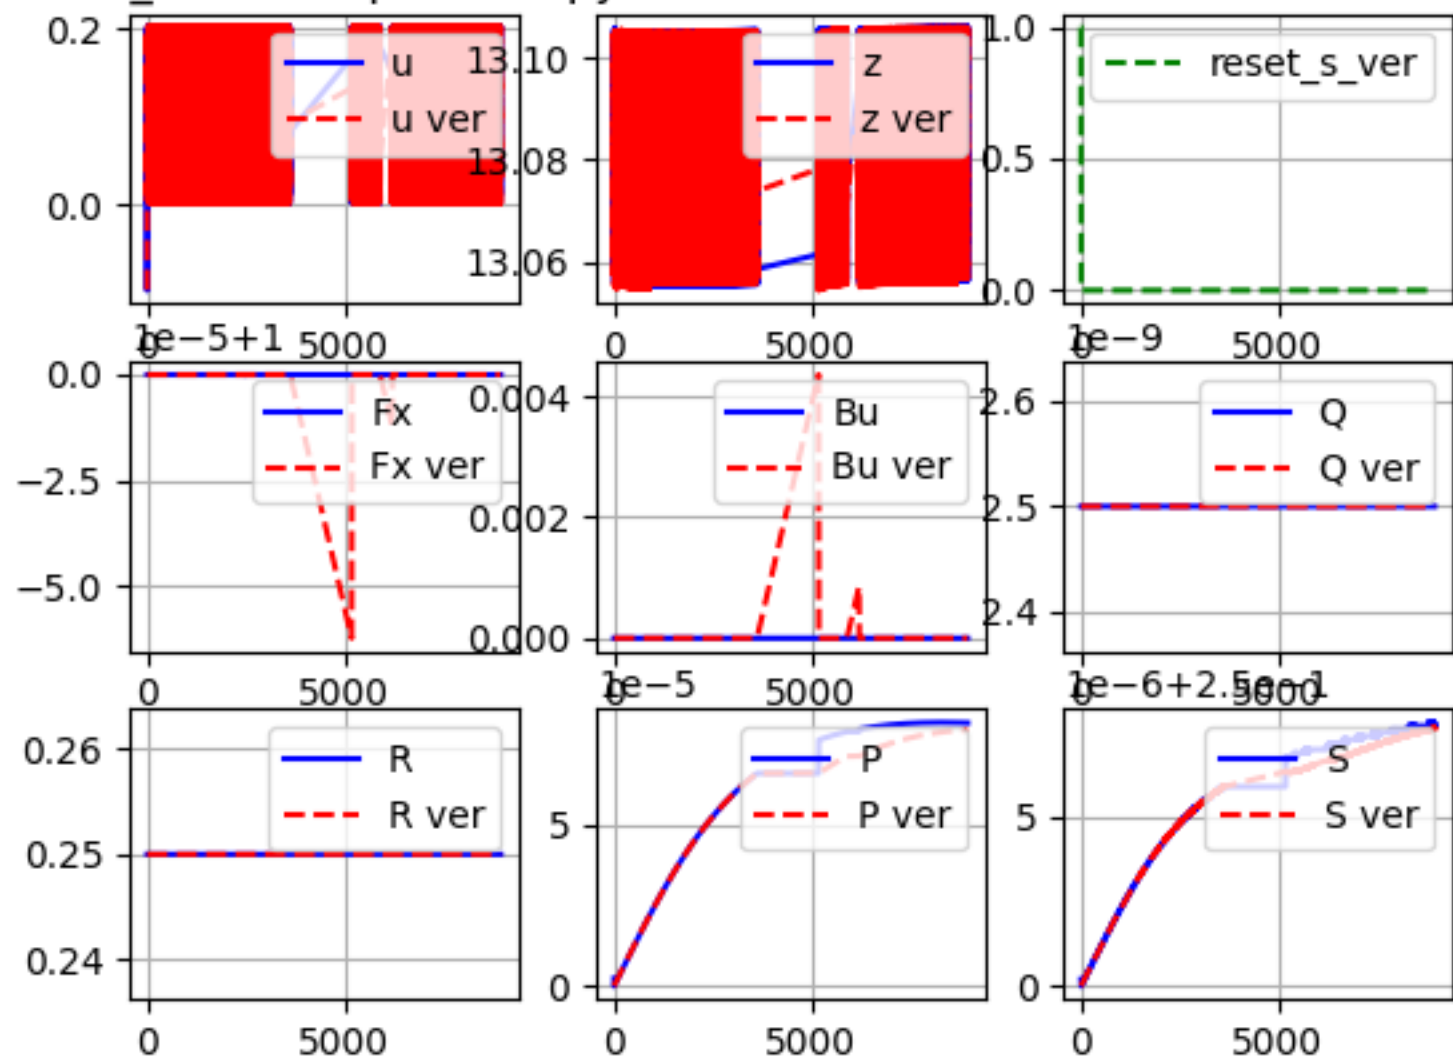 0.2
0.0
u
u ver
0
5000
13.10
13.08
13.06
z
z ver
0
5000
1.0
0.5
0.0
reset_s_ver
0
5000
1e−5+1
0.0
−2.5
−5.0
Fx
Fx ver
0
5000
0.004
0.002
0.000
Bu
Bu ver
0
5000
1e−9
2.6
2.5
2.4
Q
Q ver
0
5000
0.26
0.25
0.24
R
R ver
0
5000
1e−5
5
0
P
P ver
0
5000
1e−6+2.5e−1
5
0
S
S ver
0
5000